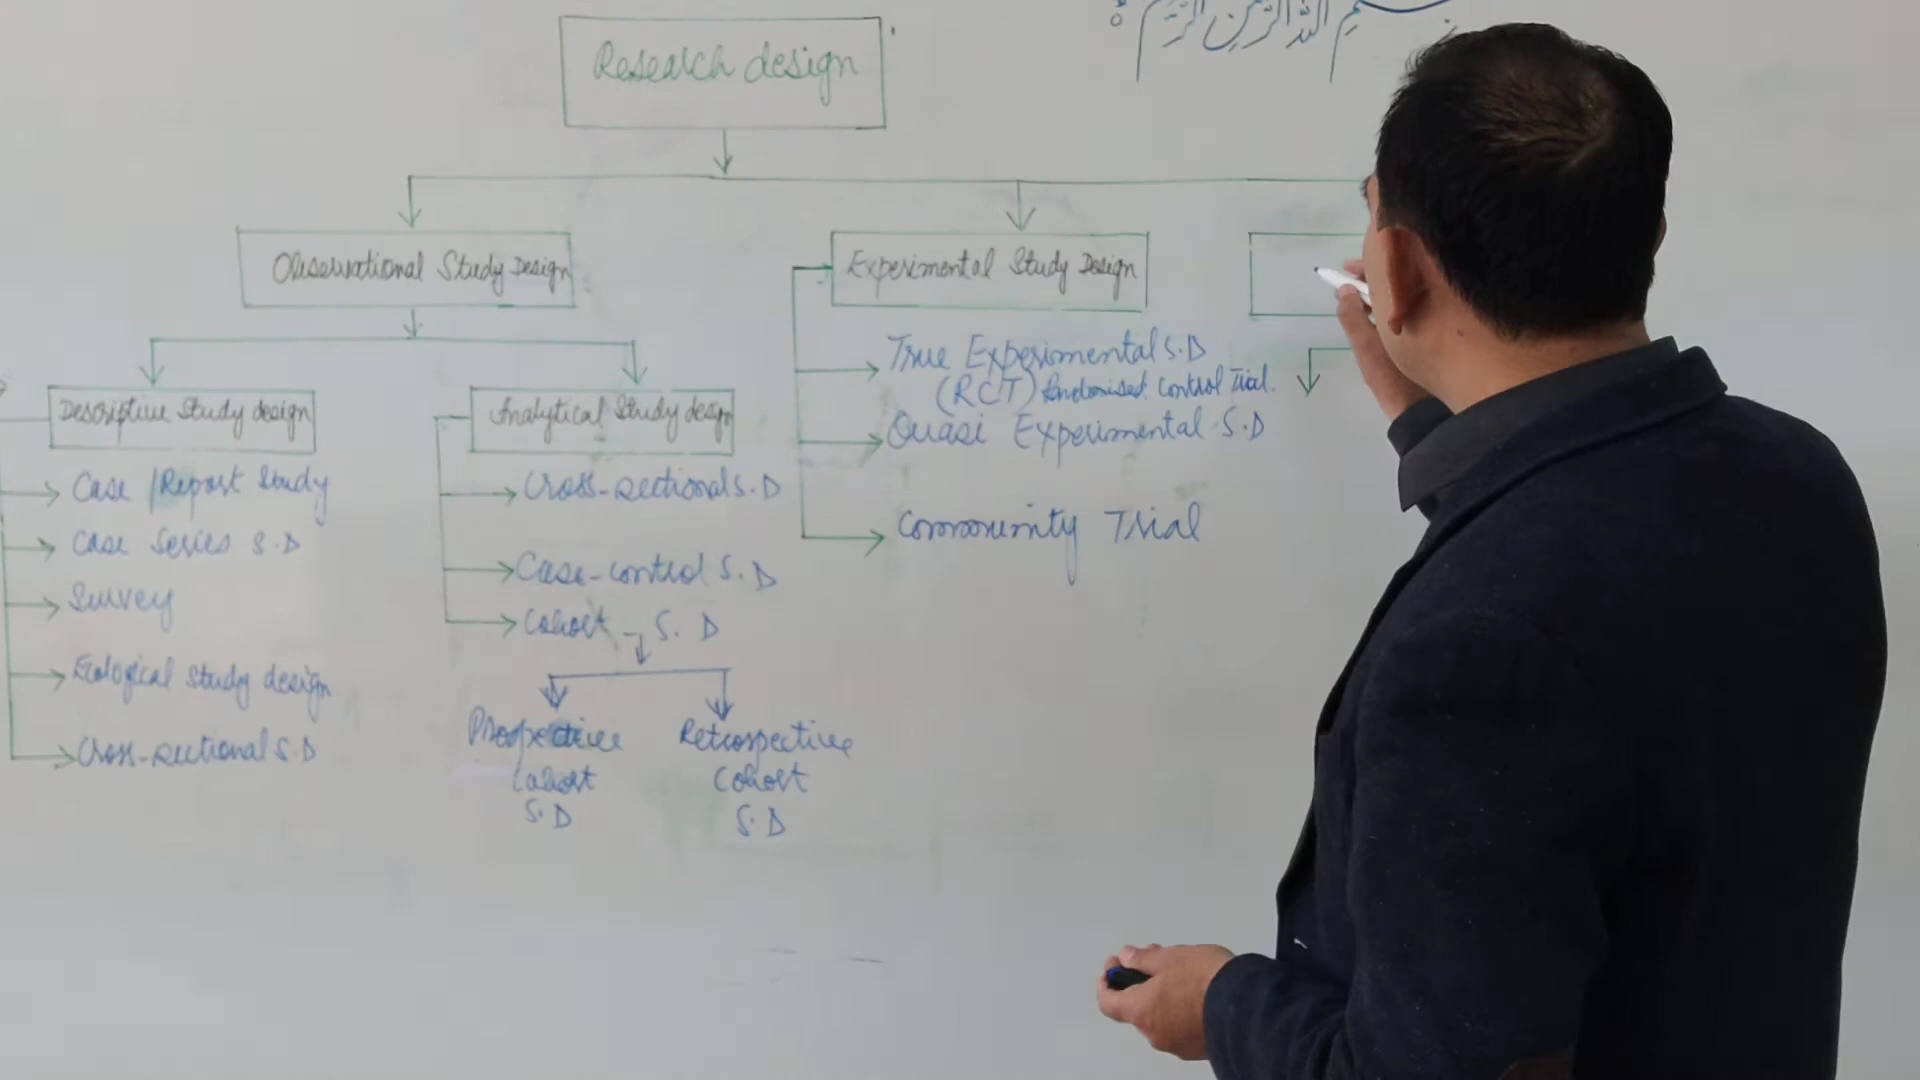 بسم الله الرحمن الرحيم
Research design
Observational Study Design
Experimental Study Design
True Experimental S.D
(RCT) Randomised Control Trial.
Quasi Experimental S.D
Community Trial
Descriptive Study design
Case /Report Study
Case Series S.D
Survey
Ecological study design
Cross-sectional S.D
Analytical Study design
Cross-sectional S.D
Case-control S.D
Cohort - S. D
Prospective
Cohort
S.D
Retrospective
Cohort
S.D